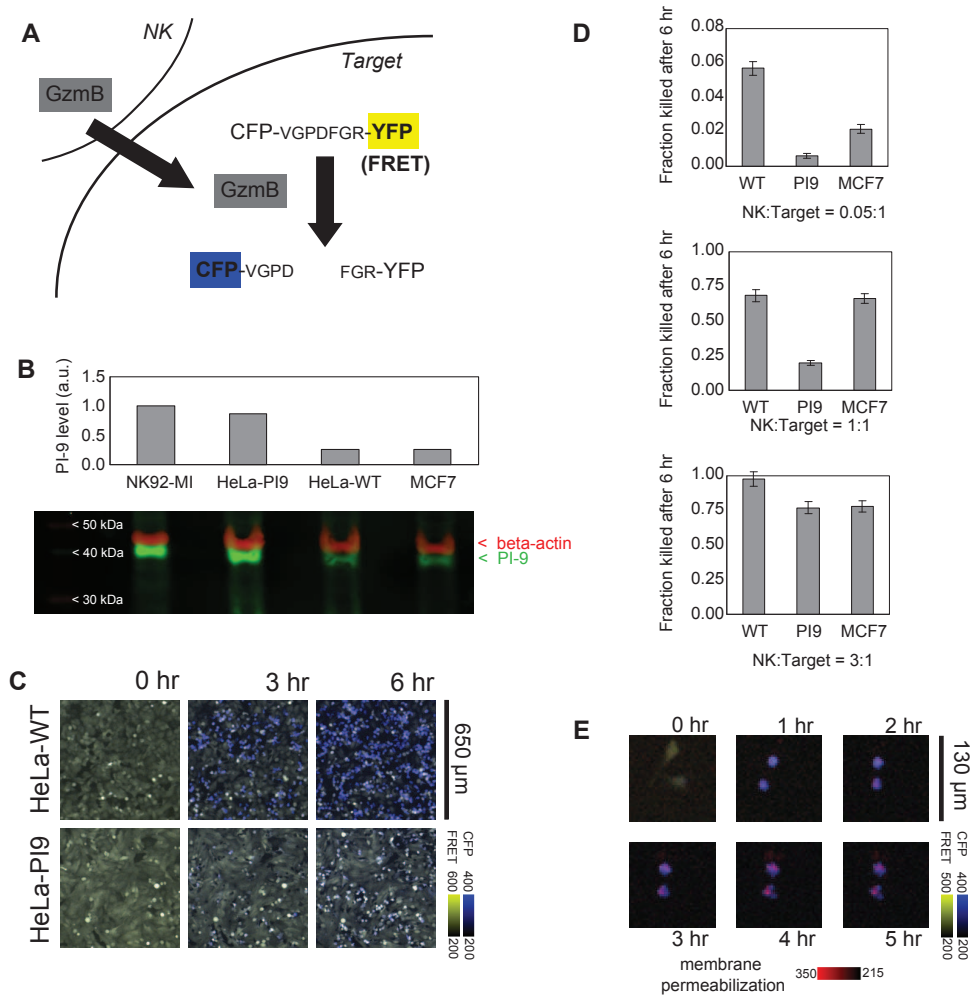 A
NK
Target
GzmB
CFP-VGPDFGR-YFP
(FRET)
GzmB
CFP-VGPD
FGR-YFP
B
PI-9 level (a.u.)
1.5
1.0
0.5
0.0
NK92-MI HeLa-PI9 HeLa-WT MCF7
< 50 kDa
< 40 kDa
< 30 kDa
< beta-actin
< PI-9
C
0 hr 3 hr 6 hr
HeLa-WT
HeLa-PI9
650 µm
FRET CFP
600 400
200 200
D
Fraction killed after 6 hr
0.08
0.06
0.04
0.02
0.00
WT PI9 MCF7
NK:Target = 0.05:1
Fraction killed after 6 hr
1.00
0.75
0.50
0.25
0.00
WT PI9 MCF7
NK:Target = 1:1
Fraction killed after 6 hr
1.00
0.75
0.50
0.25
0.00
WT PI9 MCF7
NK:Target = 3:1
E
0 hr 1 hr 2 hr
130 µm
3 hr 4 hr 5 hr
FRET CFP
500 400
200 200
membrane
permeabilization
350 215